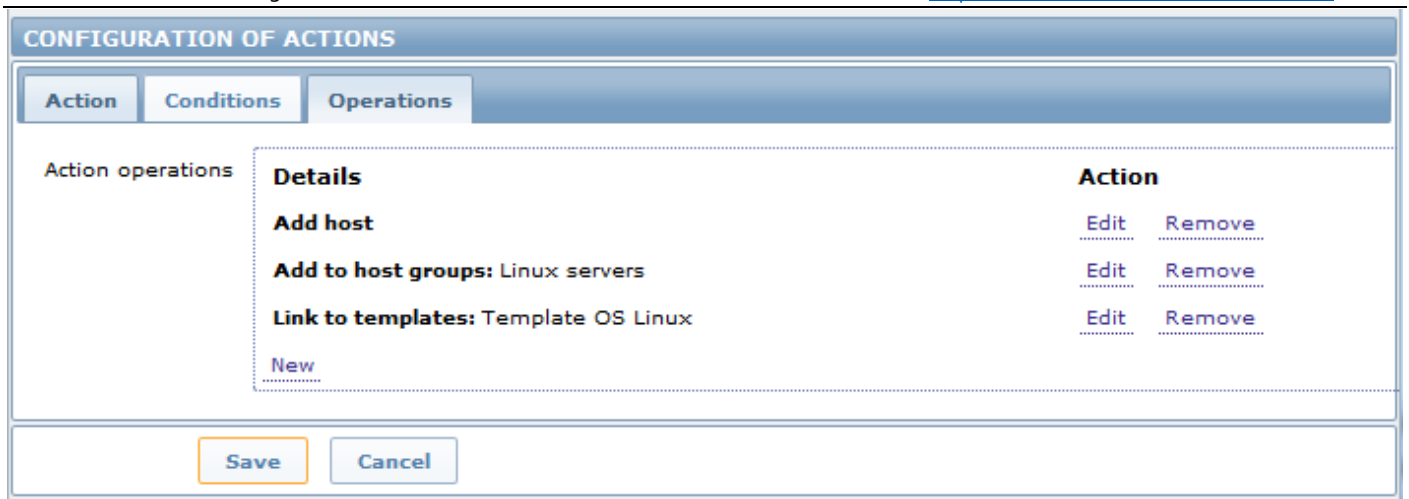 CONFIGURATION OF ACTIONS
Action Conditions Operations
Action operations Details Action
Add host Edit Remove
Add to host groups: Linux servers Edit Remove
Link to templates: Template OS Linux Edit Remove
New
Save Cancel